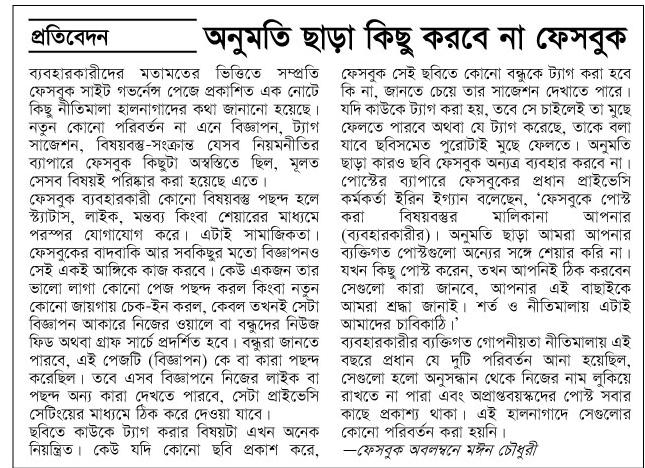 প্রতিবেদন
অনুমতি ছাড়া কিছু করবে না ফেসবুক
ব্যবহারকারীদের মতামতের ভিত্তিতে সম্প্রতি
ফেসবুক সাইট গভর্নেন্স পেজে প্রকাশিত এক নোটে
কিছু নীতিমালা হালনাগাদের কথা জানানো হয়েছে।
নতুন কোনো পরিবর্তন না এনে বিজ্ঞাপন, ট্যাগ
সাজেশন, বিষয়বস্তু-সংক্রান্ত যেসব নিয়মনীতির
ব্যাপারে ফেসবুক কিছুটা অস্বস্তিতে ছিল, মূলত
সেসব বিষয়ই পরিষ্কার করা হয়েছে এতে।
ফেসবুক ব্যবহারকারী কোনো বিষয়বস্তু পছন্দ হলে
স্ট্যাটাস, লাইক, মন্তব্য কিংবা শেয়ারের মাধ্যমে
পরস্পর যোগাযোগ করে। এটাই সামাজিকতা।
ফেসবুকের বাদবাকি আর সবকিছুর মতো বিজ্ঞাপনও
সেই একই আঙ্গিকে কাজ করবে। কেউ একজন তার
ভালো লাগা কোনো পেজ পছন্দ করল কিংবা নতুন
কোনো জায়গায় চেক-ইন করল, কেবল তখনই সেটা
বিজ্ঞাপন আকারে নিজের ওয়ালে বা বন্ধুদের নিউজ
ফিড অথবা গ্রাফ সার্চে প্রদর্শিত হবে। বন্ধুরা জানতে
পারবে, এই পেজটি (বিজ্ঞাপন) কে বা কারা পছন্দ
করেছিল। তবে এসব বিজ্ঞাপনে নিজের লাইক বা
পছন্দ অন্য কারা দেখতে পারবে, সেটা প্রাইভেসি
সেটিংয়ের মাধ্যমে ঠিক করে দেওয়া যাবে।
ছবিতে কাউকে ট্যাগ করার বিষয়টা এখন অনেক
নিয়ন্ত্রিত। কেউ যদি কোনো ছবি প্রকাশ করে,
ফেসবুক সেই ছবিতে কোনো বন্ধুকে ট্যাগ করা হবে
কি না, জানতে চেয়ে তার সাজেশন দেখাতে পারে।
যদি কাউকে ট্যাগ করা হয়, তবে সে চাইলেই তা মুছে
ফেলতে পারবে অথবা যে ট্যাগ করেছে, তাকে বলা
যাবে ছবিসমেত পুরোটাই মুছে ফেলতে। অনুমতি
ছাড়া কারও ছবি ফেসবুক অন্যত্র ব্যবহার করবে না।
পোস্টের ব্যাপারে ফেসবুকের প্রধান প্রাইভেসি
কর্মকর্তা ইরিন ইগ্যান বলেছেন, ‘ফেসবুকে পোস্ট
করা বিষয়বস্তুর মালিকানা আপনার
(ব্যবহারকারীর)। অনুমতি ছাড়া আমরা আপনার
ব্যক্তিগত পোস্টগুলো অন্যের সঙ্গে শেয়ার করি না।
যখন কিছু পোস্ট করেন, তখন আপনিই ঠিক করবেন
সেগুলো কারা জানবে, আপনার এই বাছাইকে
আমরা শ্রদ্ধা জানাই। শর্ত ও নীতিমালায় এটাই
আমাদের চাবিকাঠি।’
ব্যবহারকারীর ব্যক্তিগত গোপনীয়তা নীতিমালায় এই
বছরে প্রধান যে দুটি পরিবর্তন আনা হয়েছিল,
সেগুলো হলো অনুসন্ধান থেকে নিজের নাম লুকিয়ে
রাখতে না পারা এবং অপ্রাপ্তবয়স্কদের পোস্ট সবার
কাছে প্রকাশ্য থাকা। এই হালনাগাদে সেগুলোর
কোনো পরিবর্তন করা হয়নি।
—ফেসবুক অবলম্বনে মঈন চৌধুরী